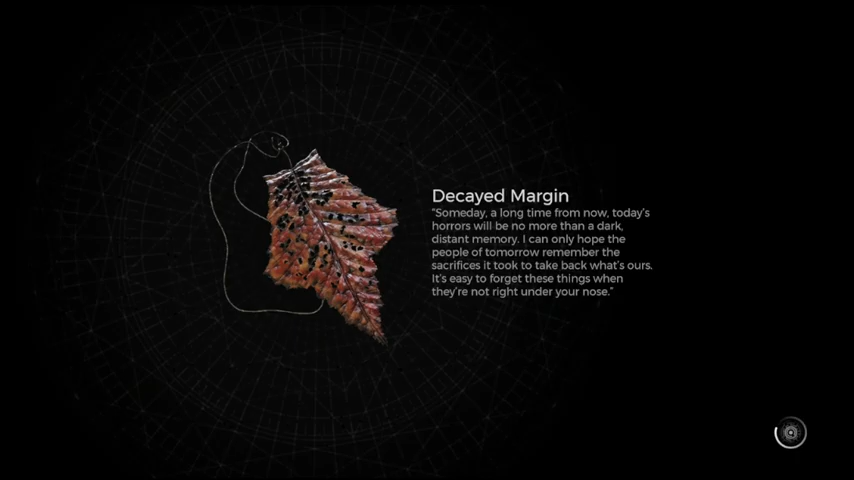 Decayed Margin
"Someday, a long time from now, today's
horrors will be no more than a dark,
distant memory. I can only hope the
people of tomorrow remember the
sacrifices it took to take back what's ours.
It's easy to forget these things when
they're not right under your nose."